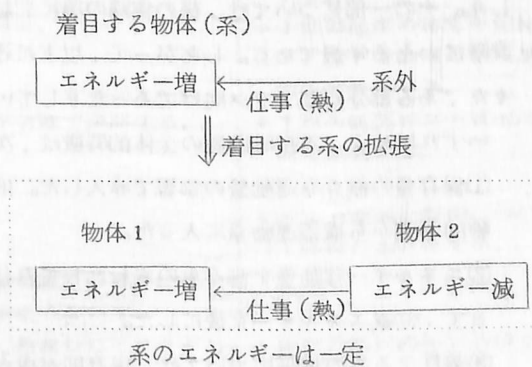 着目する物体(系)
エネルギー増 系外
仕事(熱)
着目する系の拡張
物体1 物体2
エネルギー増 エネルギー減
仕事(熱)
系のエネルギーは一定